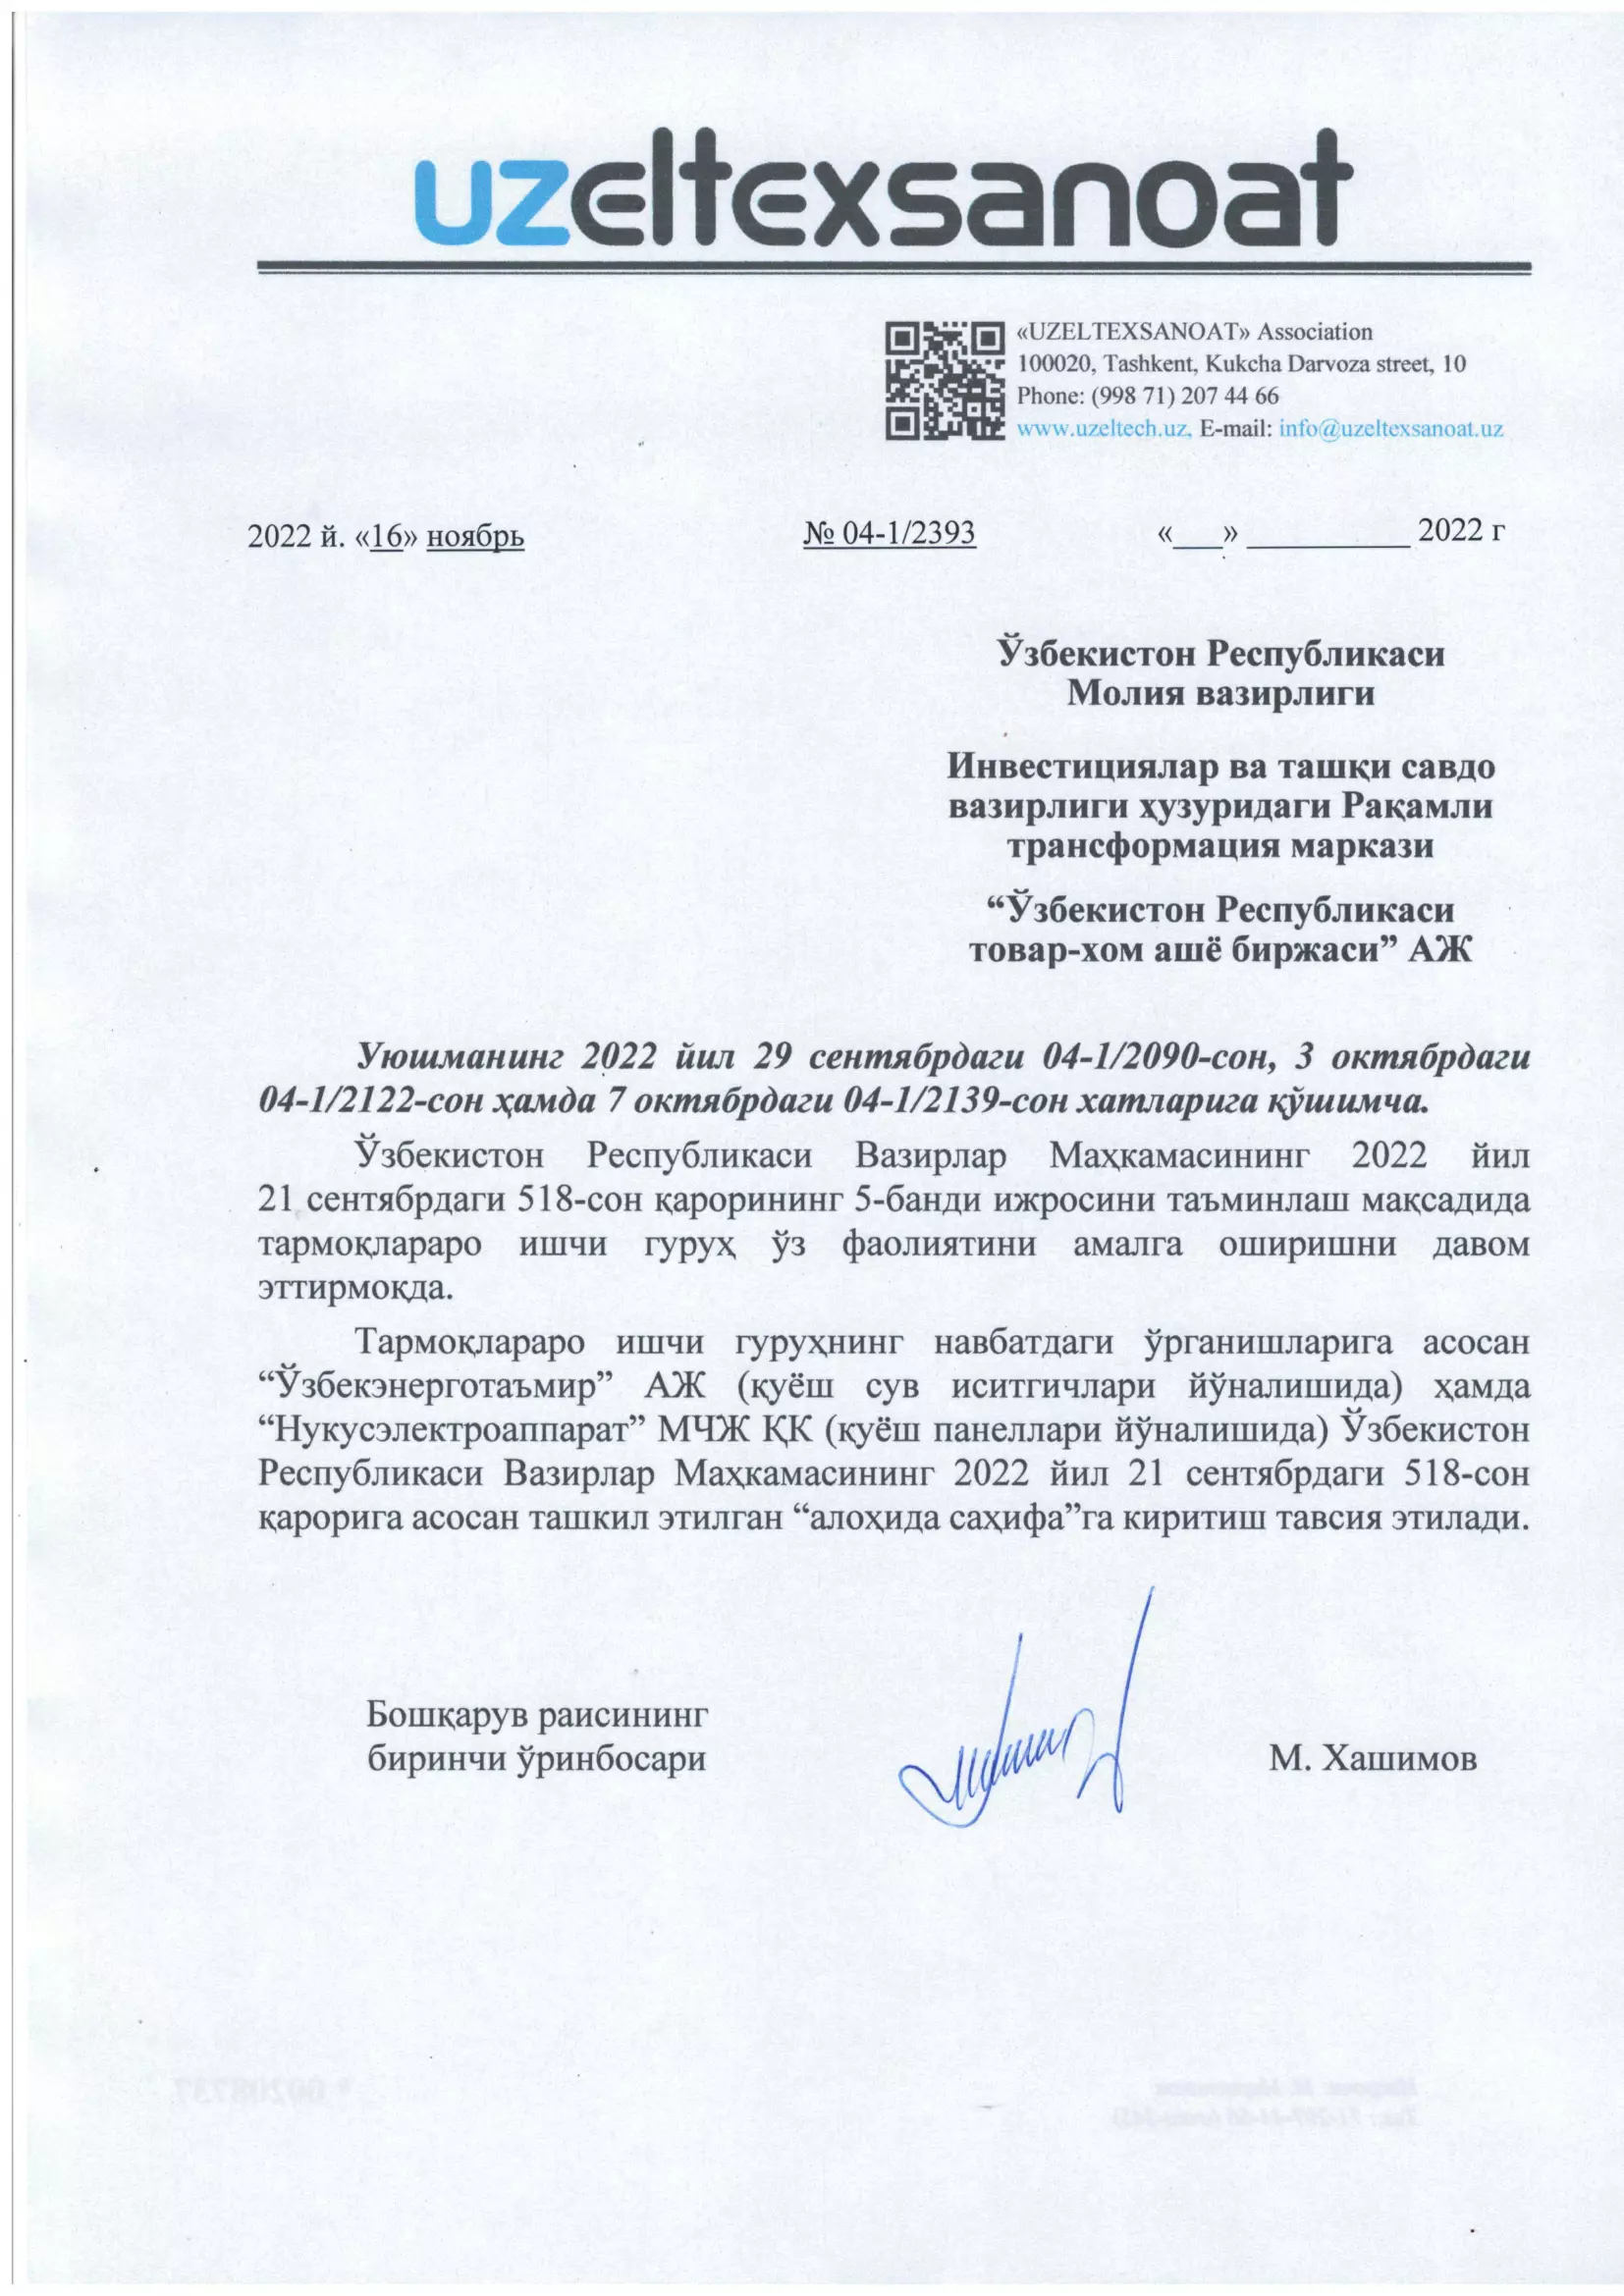 uzeltexsanoat
«UZELTEXSANOAT» Association
100020, Tashkent, Kukcha Darvoza street, 10
Phone: (998 71) 207 44 66
www.uzeltech.uz, E-mail: info@uzeltexsanoat.uz
2022 й. «16» ноябрь № 04-1/2393 «___» __________ 2022 г
Ўзбекистон Республикаси
Молия вазирлиги
Инвестициялар ва ташқи савдо
вазирлиги ҳузуридаги Рақамли
трансформация маркази
“Ўзбекистон Республикаси
товар-хом ашё биржаси” АЖ
Уюшманинг 2022 йил 29 сентябрдаги 04-1/2090-сон, 3 октябрдаги
04-1/2122-сон ҳамда 7 октябрдаги 04-1/2139-сон хатларига қўшимча.
Ўзбекистон Республикаси Вазирлар Маҳкамасининг 2022 йил
21 сентябрдаги 518-сон қарорининг 5-банди ижросини таъминлаш мақсадида
тармоқлараро ишчи гуруҳ ўз фаолиятини амалга оширишни давом
эттирмоқда.
Тармоқлараро ишчи гуруҳнинг навбатдаги ўрганишларига асосан
“Ўзбекэнерготаъмир” АЖ (қуёш сув иситгичлари йўналишида) ҳамда
“Нукусэлектроаппарат” МЧЖ ҚК (қуёш панеллари йўналишида) Ўзбекистон
Республикаси Вазирлар Маҳкамасининг 2022 йил 21 сентябрдаги 518-сон
қарорига асосан ташкил этилган “алоҳида саҳифа”га киритиш тавсия этилади.
Бошқарув раисининг
биринчи ўринбосари
М. Хашимов